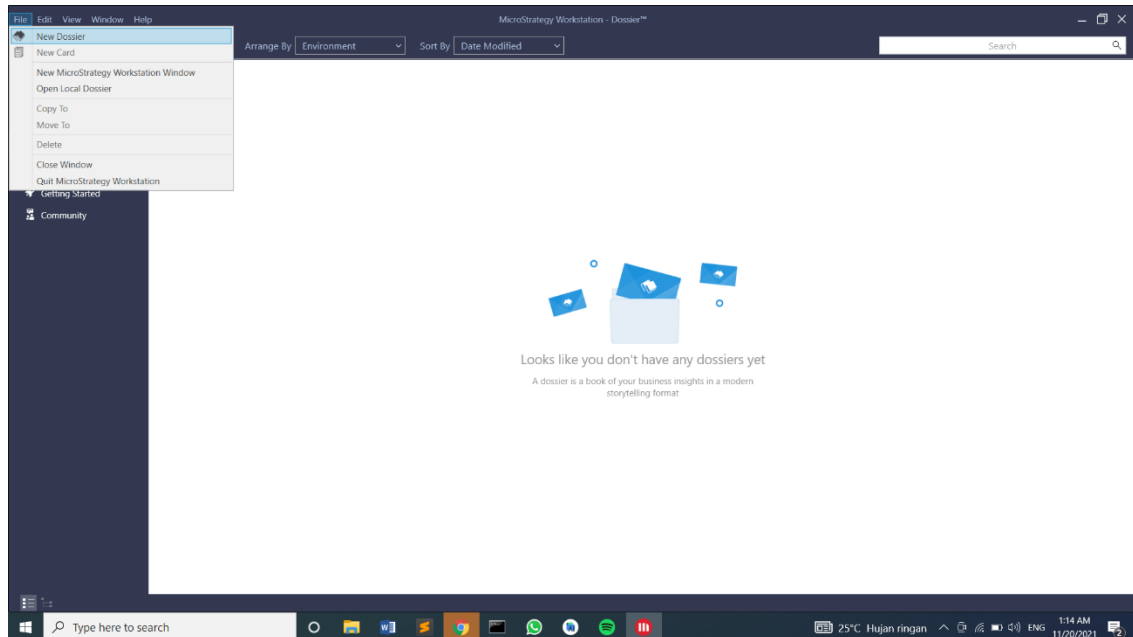 File Edit View Window Help
MicroStrategy Workstation - Dossier™
New Dossier
New Card
New MicroStrategy Workstation Window
Open Local Dossier
Copy To
Move To
Delete
Close Window
Quit MicroStrategy Workstation
Arrange By Environment
Sort By Date Modified
Search
Getting Started
Community
Looks like you don't have any dossiers yet
A dossier is a book of your business insights in a modern
storytelling format
Type here to search
25°C Hujan ringan
ENG
1:14 AM
11/20/2021
2